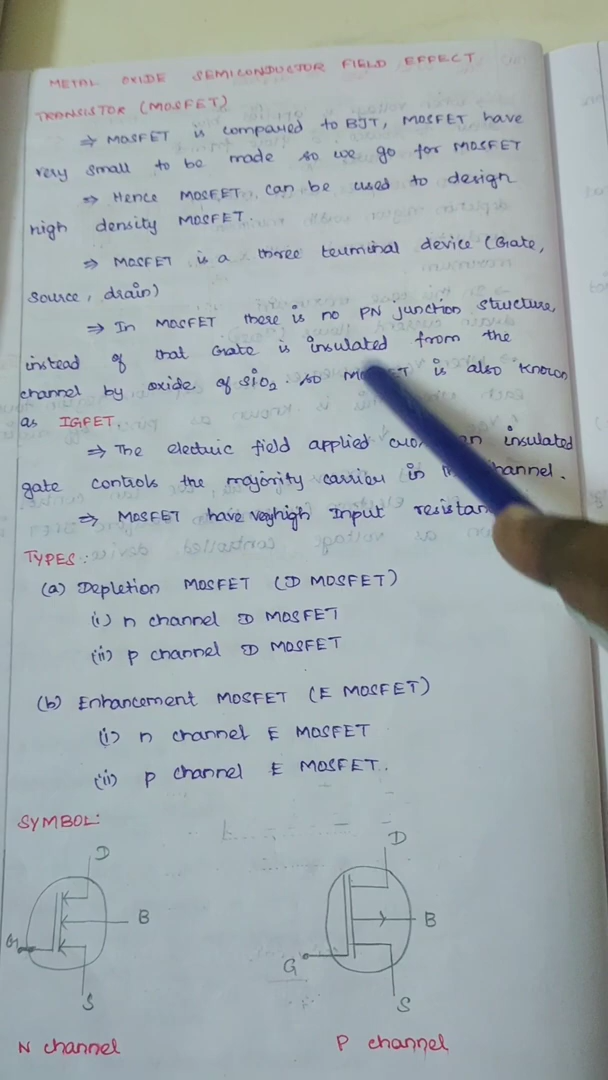 METAL OXIDE SEMICONDUCTOR FIELD EFFECT
TRANSISTOR (MOSFET)
⇒ MOSFET is compared to BJT, MOSFET have
very small to be made so we go for MOSFET
⇒ Hence MOSFET can be used to design
high density MOSFET.
⇒ MOSFET is a three terminal device (Gate,
Source, drain)
⇒ In MOSFET there is no PN junction structure,
instead of that Gate is insulated from the
channel by oxide of SiO2. so is also known
as IGFET.
⇒ The electric field applied insulated
gate controls the majority carrier in channel.
⇒ MOSFET have very high Input
TYPES:
(a) Depletion MOSFET (D MOSFET)
(i) n channel D MOSFET
(ii) p channel D MOSFET
(b) Enhancement MOSFET (E MOSFET)
(i) n channel E MOSFET
(ii) p channel E MOSFET.
SYMBOL:
D D
B B
G G
S S
N channel P channel